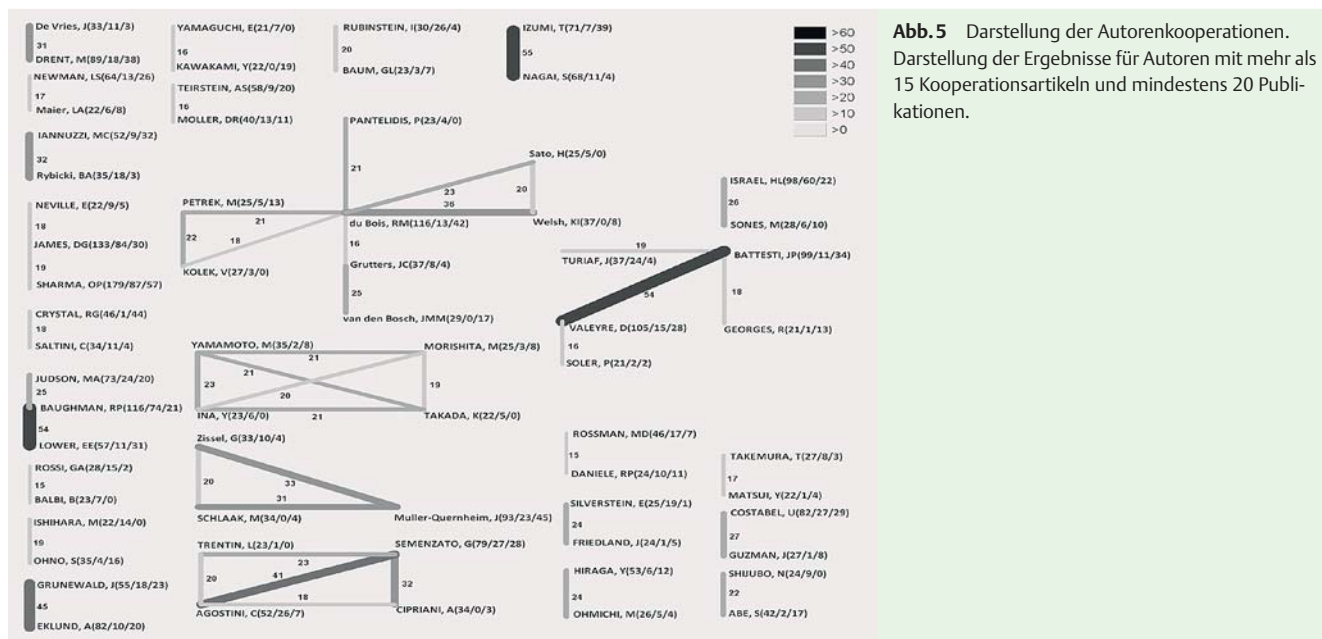 De Vries, J(33/11/3)
31
DRENT, M(89/18/38)
NEWMAN, LS(64/13/26)
17
Maier, LA(22/6/8)
IANNUZZI, MC(52/9/32)
32
Rybicki, BA(35/18/3)
NEVILLE, E(22/9/5)
18
JAMES, DG(133/84/30)
19
SHARMA, OP(179/87/57)
CRYSTAL, RG(46/1/44)
18
SALTINI, C(34/11/4)
JUDSON, MA(73/24/20)
25
BAUGHMAN, RP(116/74/21)
54
LOWER, EE(57/11/31)
ROSSI, GA(28/15/2)
15
BALBI, B(23/7/0)
ISHIHARA, M(22/14/0)
19
OHNO, S(35/4/16)
GRUNEWALD, J(55/18/23)
45
EKLUND, A(82/10/20)
YAMAGUCHI, E(21/7/0)
16
KAWAKAMI, Y(22/0/19)
TEIRSTEIN, AS(58/9/20)
16
MOLLER, DR(40/13/11)
RUBINSTEIN, I(30/26/4)
20
BAUM, GL(23/3/7)
IZUMI, T(71/7/39)
55
NAGAI, S(68/11/4)
PANTELIDIS, P(23/4/0)
21
Sato, H(25/5/0)
23
20
36
PETREK, M(25/5/13)
21
du Bois, RM(116/13/42)
Welsh, KI(37/0/8)
22
18
16
KOLEK, V(27/3/0)
Grutters, JC(37/8/4)
25
van den Bosch, JMM(29/0/17)
YAMAMOTO, M(35/2/8)
MORISHITA, M(25/3/8)
21
21
23
19
20
21
INA, Y(23/6/0)
TAKADA, K(22/5/0)
Zissel, G(33/10/4)
20
33
31
SCHLAAK, M(34/0/4)
Muller-Quernheim, J(93/23/45)
TRENTIN, L(23/1/0)
SEMENZATO, G(79/27/28)
23
20
41
32
18
AGOSTINI, C(52/26/7)
CIPRIANI, A(34/0/3)
>60
>50
>40
>30
>20
>10
>0
ISRAEL, HL(98/60/22)
26
SONES, M(28/6/10)
19
TURIAF, J(37/24/4)
BATTESTI, JP(99/11/34)
54
18
VALEYRE, D(105/15/28)
GEORGES, R(21/1/13)
16
SOLER, P(21/2/2)
ROSSMAN, MD(46/17/7)
15
DANIELE, RP(24/10/11)
SILVERSTEIN, E(25/19/1)
24
FRIEDLAND, J(24/1/5)
HIRAGA, Y(53/6/12)
24
OHMICHI, M(26/5/4)
TAKEMURA, T(27/8/3)
17
MATSUI, Y(22/1/4)
COSTABEL, U(82/27/29)
27
GUZMAN, J(27/1/8)
SHIJUBO, N(24/9/0)
22
ABE, S(42/2/17)
Abb. 5 Darstellung der Autorenkooperationen.
Darstellung der Ergebnisse für Autoren mit mehr als
15 Kooperationsartikeln und mindestens 20 Publi-
kationen.